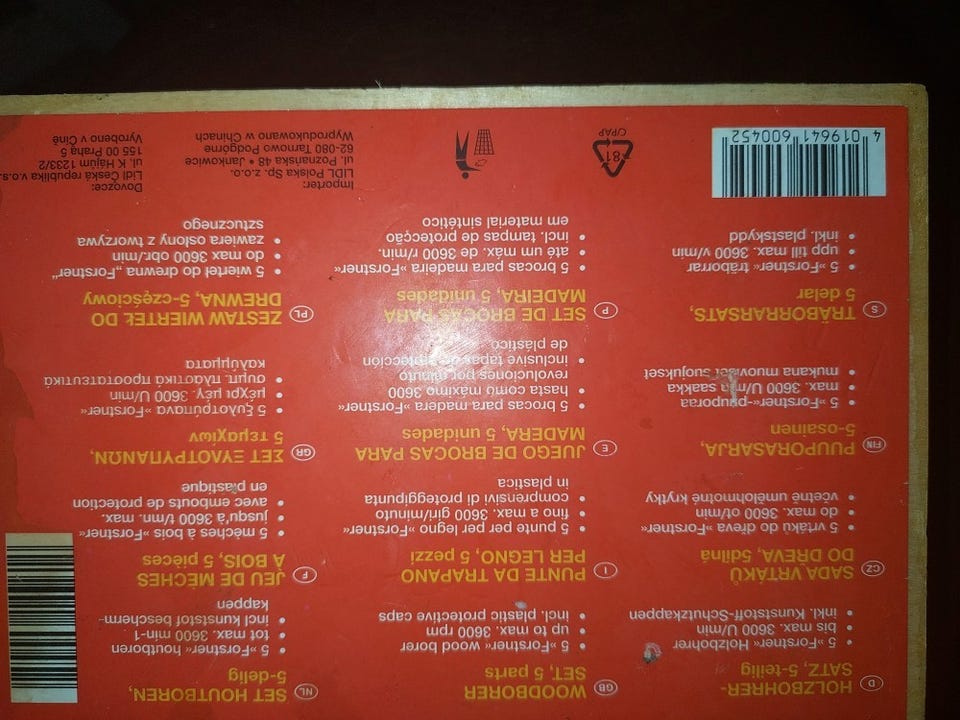 D
HOLZBOHRER-
SATZ, 5-teilig
• 5 »Forstner« Holzbohrer
• bis max. 3600 U/min
• inkl. Kunststoff-Schutzkappen
GB
WOODBORER
SET, 5 parts
• 5 »Forstner« wood borer
• up to max. 3600 rpm
• incl. plastic protective caps
NL
SET HOUTBOREN,
5-delig
• 5 »Forstner« houtboren
• tot max. 3600 min-1
• incl kunststof bescherm-
kappen
CZ
SADA VRTÁKŮ
DO DŘEVA, 5dílná
• 5 vrtáků do dřeva »Forstner«
• do max. 3600 ot/min
• včetně umělohmotné krytky
I
PUNTE DA TRAPANO
PER LEGNO, 5 pezzi
• 5 punte per per legno »Forstner«
• fino a max. 3600 giri/minuto
• comprensivi di proteggipunta
in plastica
F
JEU DE MÈCHES
A BOIS, 5 pièces
• 5 mèches à bois »Forstner«
• jusqu'à 3600 t/mn. max.
• avec embouts de protection
en plastique
FIN
PUUPORASARJA,
5-osainen
• 5 »Forstner«-puuporaa
• max. 3600 U/min saakka
• mukana muoviset suojukset
E
JUEGO DE BROCAS PARA
MADERA, 5 unidades
• 5 brocas para madera »Forstner«
• hasta como máximo 3600
revoluciones por minuto
• inclusive tapas de protección
de plástico
GR
ΣΕΤ ΞΥΛΟΤΡΥΠΑΝΩΝ,
5 τεμαχίων
• 5 ξυλοτρύπανα »Forstner«
• μέχρι μέγ. 3600 U/min
• συμπ. πλαστικά προστατευτικά
καλύμματα
S
TRÄBORRARSATS,
5 delar
• 5 »Forstner« träborrar
• upp till max. 3600 v/min
• inkl. plastskydd
P
SET DE BROCAS PARA
MADEIRA, 5 unidades
• 5 brocas para madeira »Forstner«
• até um máx. de 3600 r/min.
• incl. tampas de protecção
em material sintético
PL
ZESTAW WIERTEŁ DO
DREWNA, 5-częściowy
• 5 wierteł do drewna „Forstner"
• do max 3600 obr./min
• zawiera osłony z tworzywa
sztucznego
4 019641 600452
81
C/PAP
Importer:
LIDL Polska Sp. z.o.o.
ul. Poznańska 48 • Jankowice
62-080 Tarnowo Podgórne
Wyprodukowano w Chinach
Dovozce:
Lidl Česká republika v.o.s.
ul. K Hájům 1233/2
155 00 Praha 5
Vyrobeno v Číně